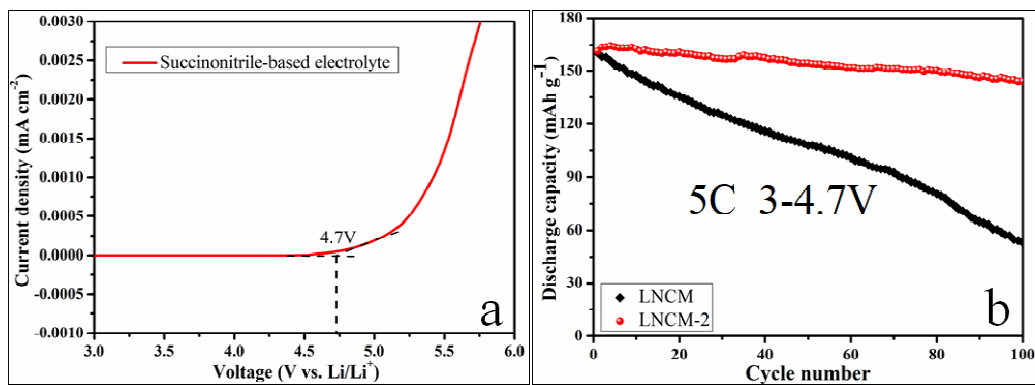 0.0030
0.0025
0.0020
0.0015
0.0010
0.0005
0.0000
-0.0005
-0.0010
Current density (mA cm⁻²)
Succinonitrile-based electrolyte
4.7V
a
3.0 3.5 4.0 4.5 5.0 5.5 6.0
Voltage (V vs. Li/Li⁺)
180
150
120
90
60
30
0
Discharge capacity (mAh g⁻¹)
5C 3-4.7V
LNCM
LNCM-2
b
0 20 40 60 80 100
Cycle number